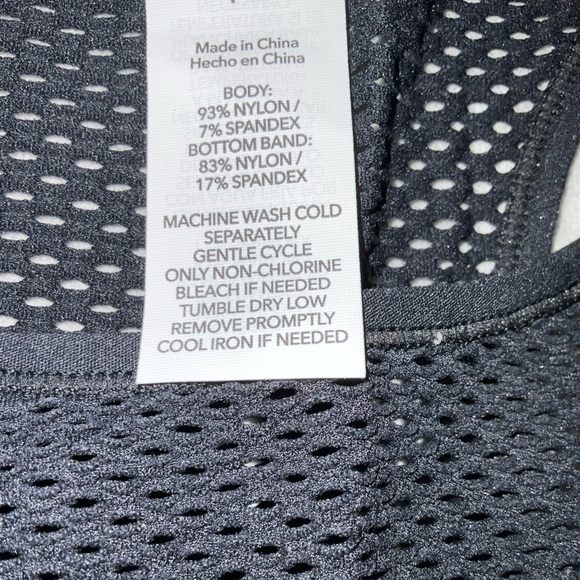 Made in China
Hecho en China
BODY:
93% NYLON /
7% SPANDEX
BOTTOM BAND:
83% NYLON /
17% SPANDEX
MACHINE WASH COLD
SEPARATELY
GENTLE CYCLE
ONLY NON-CHLORINE
BLEACH IF NEEDED
TUMBLE DRY LOW
REMOVE PROMPTLY
COOL IRON IF NEEDED